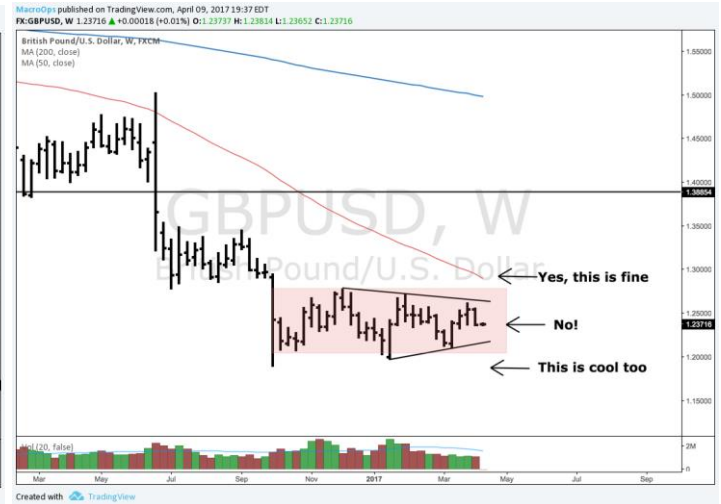 MacroOps published on TradingView.com, April 09, 2017 19:37 EDT
FX:GBPUSD, W 1.23716 ▲ +0.00018 (+0.01%) O:1.23737 H:1.23814 L:1.23652 C:1.23716
British Pound/U.S. Dollar, W, FXCM
MA (200, close)
MA (50, close)
1.55000
1.50000
1.45000
1.40000
1.38854
1.35000
GBPUSD, W
British Pound/U.S. Dollar
1.30000
Yes, this is fine
1.25000
No!
1.23716
1.20000
This is cool too
1.15000
Vol (20, false)
2M
0
Mar May Jul Sep Nov 2017 Mar May Jul Sep
Created with TradingView